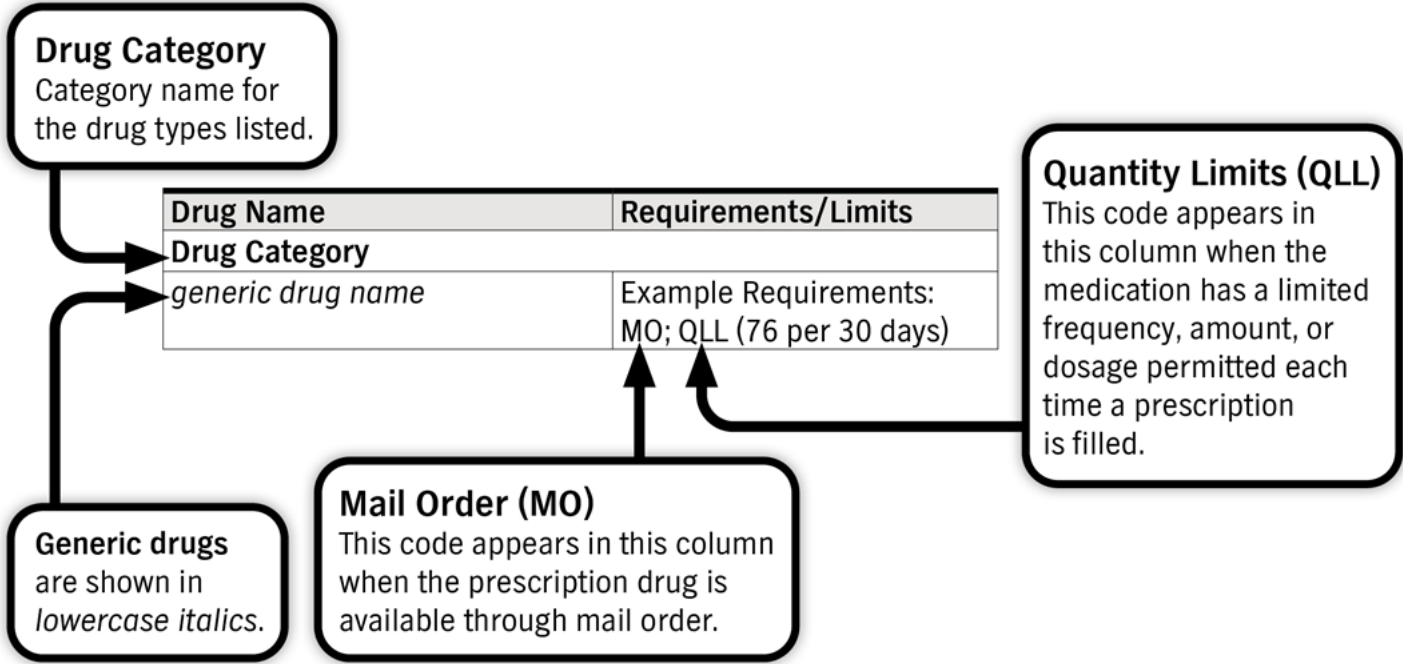 Drug Category
Category name for
the drug types listed.
Drug Name Requirements/Limits
Drug Category
generic drug name Example Requirements:
MO; QLL (76 per 30 days)
Quantity Limits (QLL)
This code appears in
this column when the
medication has a limited
frequency, amount, or
dosage permitted each
time a prescription
is filled.
Generic drugs
are shown in
lowercase italics.
Mail Order (MO)
This code appears in this column
when the prescription drug is
available through mail order.